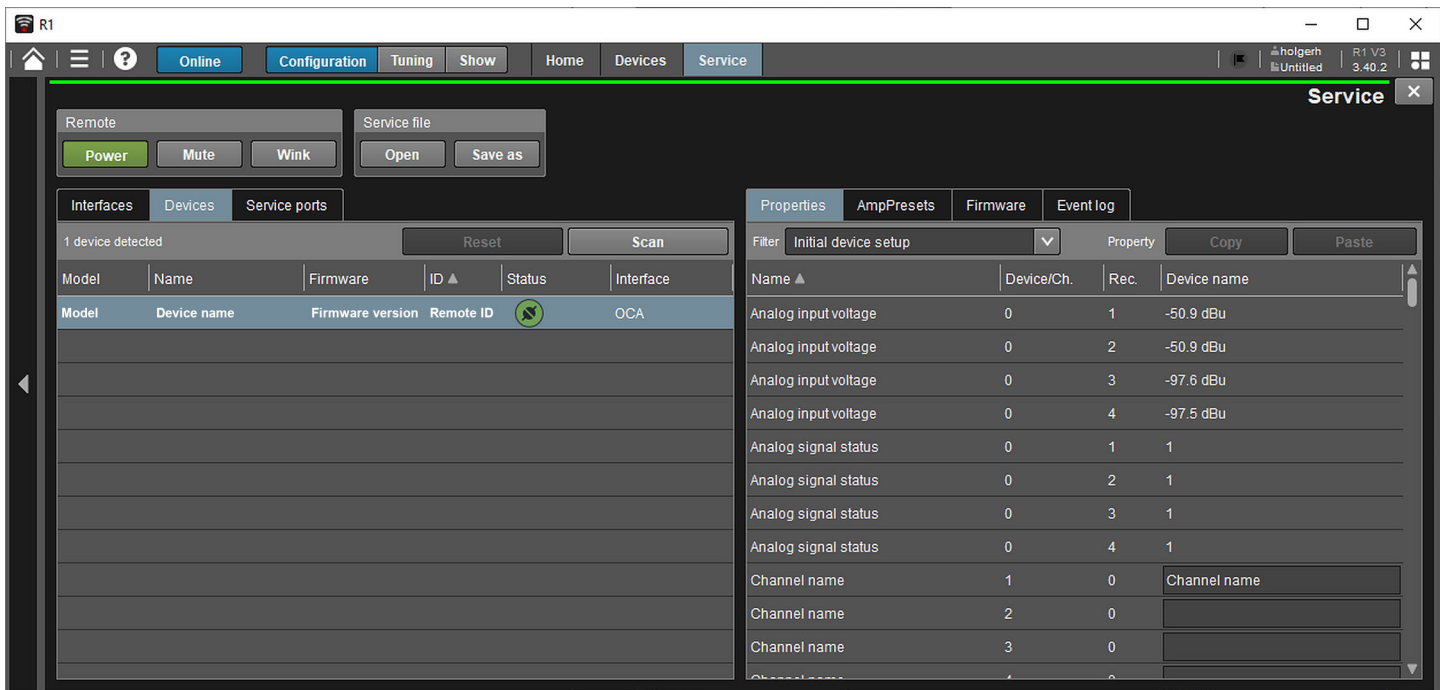 R1
? Online Configuration Tuning Show Home Devices Service holgerh R1 V3
Untitled 3.40.2
Service
Remote Service file
Power Mute Wink Open Save as
Interfaces Devices Service ports Properties AmpPresets Firmware Event log
1 device detected Reset Scan Filter Initial device setup Property Copy Paste
Model Name Firmware ID Status Interface Name Device/Ch. Rec. Device name
Model Device name Firmware version Remote ID OCA Analog input voltage 0 1 -50.9 dBu
Analog input voltage 0 2 -50.9 dBu
Analog input voltage 0 3 -97.6 dBu
Analog input voltage 0 4 -97.5 dBu
Analog signal status 0 1 1
Analog signal status 0 2 1
Analog signal status 0 3 1
Analog signal status 0 4 1
Channel name 1 0 Channel name
Channel name 2 0
Channel name 3 0